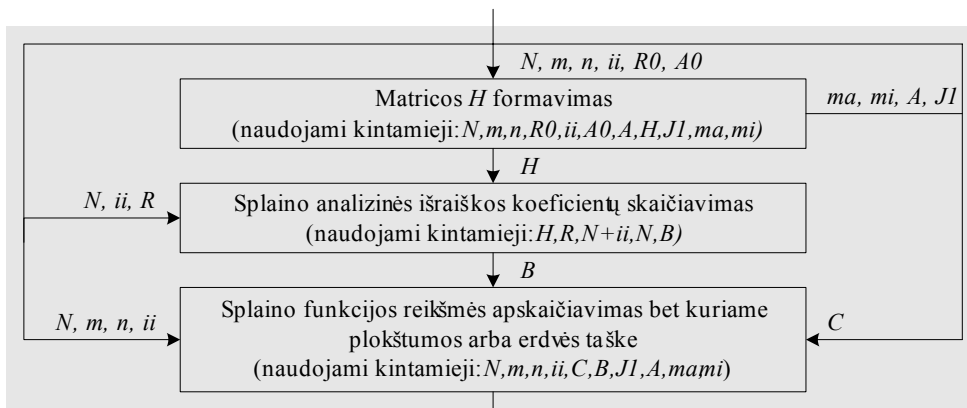 N, m, n, ii, R0, A0
Matricos H formavimas
(naudojami kintamieji:N,m,n,R0,ii,A0,A,H,J1,ma,mi)
ma, mi, A, J1
H
N, ii, R
Splaino analizinės išraiškos koeficientų skaičiavimas
(naudojami kintamieji:H,R,N+ii,N,B)
B
N, m, n, ii
Splaino funkcijos reikšmės apskaičiavimas bet kuriame
plokštumos arba erdvės taške
(naudojami kintamieji:N,m,n,ii,C,B,J1,A,ma,mi)
C